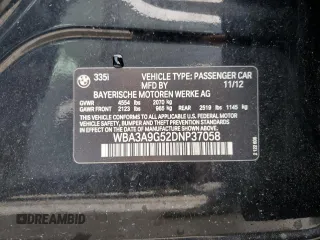 335i VEHICLE TYPE: PASSENGER CAR
MFD BY 11/12
BAYERISCHE MOTOREN WERKE AG
GVWR 4554 lbs 2070 kg
GAWR FRONT 2123 lbs 965 kg GAWR REAR 2519 lbs 1145 kg
THIS VEHICLE CONFORMS TO ALL APPLICABLE
U.S. FEDERAL MOTOR VEHICLE SAFETY, BUMPER,
AND THEFT PREVENTION STANDARDS IN EFFECT
ON THE DATE OF MANUFACTURE SHOWN ABOVE.
WBA3A9G52DNP37058
DREAMBID